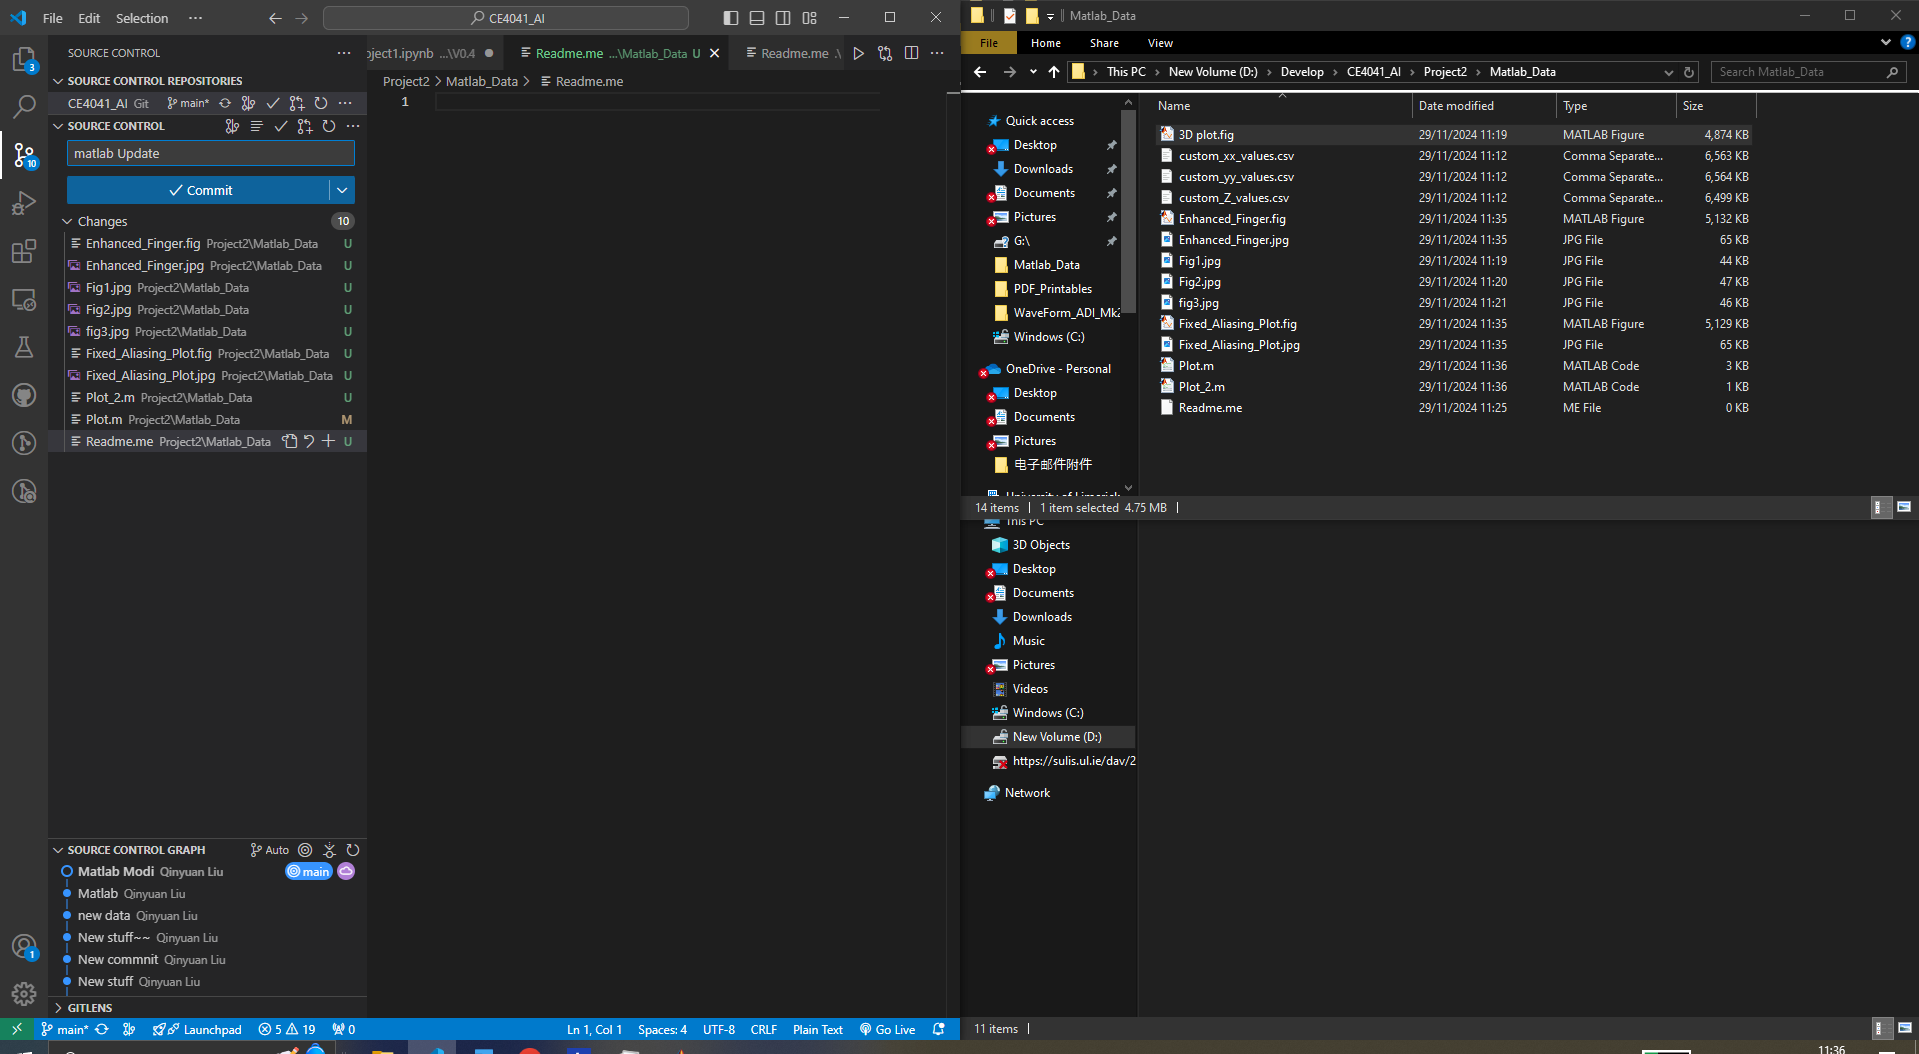 File Edit Selection ··· CE4041_AI
SOURCE CONTROL ···
SOURCE CONTROL REPOSITORIES
CE4041_AI Git main* ···
SOURCE CONTROL ···
matlab Update
Commit
Changes 10
Enhanced_Finger.fig Project2\Matlab_Data U
Enhanced_Finger.jpg Project2\Matlab_Data U
Fig1.jpg Project2\Matlab_Data U
Fig2.jpg Project2\Matlab_Data U
fig3.jpg Project2\Matlab_Data U
Fixed_Aliasing_Plot.fig Project2\Matlab_Data U
Fixed_Aliasing_Plot.jpg Project2\Matlab_Data U
Plot_2.m Project2\Matlab_Data U
Plot.m Project2\Matlab_Data M
Readme.me Project2\Matlab_Data U
3
10
1
SOURCE CONTROL GRAPH Auto
Matlab Modi Qinyuan Liu main
Matlab Qinyuan Liu
new data Qinyuan Liu
New stuff~~ Qinyuan Liu
New commnit Qinyuan Liu
New stuff Qinyuan Liu
GITLENS
oject1.ipynb ...\V0.4 Readme.me ...\Matlab_Data U Readme.me .\ ···
Project2 > Matlab_Data > Readme.me
1
main* Launchpad 5 19 0 Ln 1, Col 1 Spaces: 4 UTF-8 CRLF Plain Text Go Live
Matlab_Data
File Home Share View
This PC > New Volume (D:) > Develop > CE4041_AI > Project2 > Matlab_Data Search Matlab_Data
Quick access
Desktop
Downloads
Documents
Pictures
G:\
Matlab_Data
PDF_Printables
WaveForm_ADI_Mk2
Windows (C:)
OneDrive - Personal
Desktop
Documents
Pictures
电子邮件附件
University of Limerick
Name Date modified Type Size
3D plot.fig 29/11/2024 11:19 MATLAB Figure 4,874 KB
custom_xx_values.csv 29/11/2024 11:12 Comma Separate... 6,563 KB
custom_yy_values.csv 29/11/2024 11:12 Comma Separate... 6,564 KB
custom_Z_values.csv 29/11/2024 11:12 Comma Separate... 6,499 KB
Enhanced_Finger.fig 29/11/2024 11:35 MATLAB Figure 5,132 KB
Enhanced_Finger.jpg 29/11/2024 11:35 JPG File 65 KB
Fig1.jpg 29/11/2024 11:19 JPG File 44 KB
Fig2.jpg 29/11/2024 11:20 JPG File 47 KB
fig3.jpg 29/11/2024 11:21 JPG File 46 KB
Fixed_Aliasing_Plot.fig 29/11/2024 11:35 MATLAB Figure 5,129 KB
Fixed_Aliasing_Plot.jpg 29/11/2024 11:35 JPG File 65 KB
Plot.m 29/11/2024 11:36 MATLAB Code 3 KB
Plot_2.m 29/11/2024 11:36 MATLAB Code 1 KB
Readme.me 29/11/2024 11:25 ME File 0 KB
14 items 1 item selected 4.75 MB
This PC
3D Objects
Desktop
Documents
Downloads
Music
Pictures
Videos
Windows (C:)
New Volume (D:)
https://sulis.ul.ie/dav/2
Network
11 items
11:36